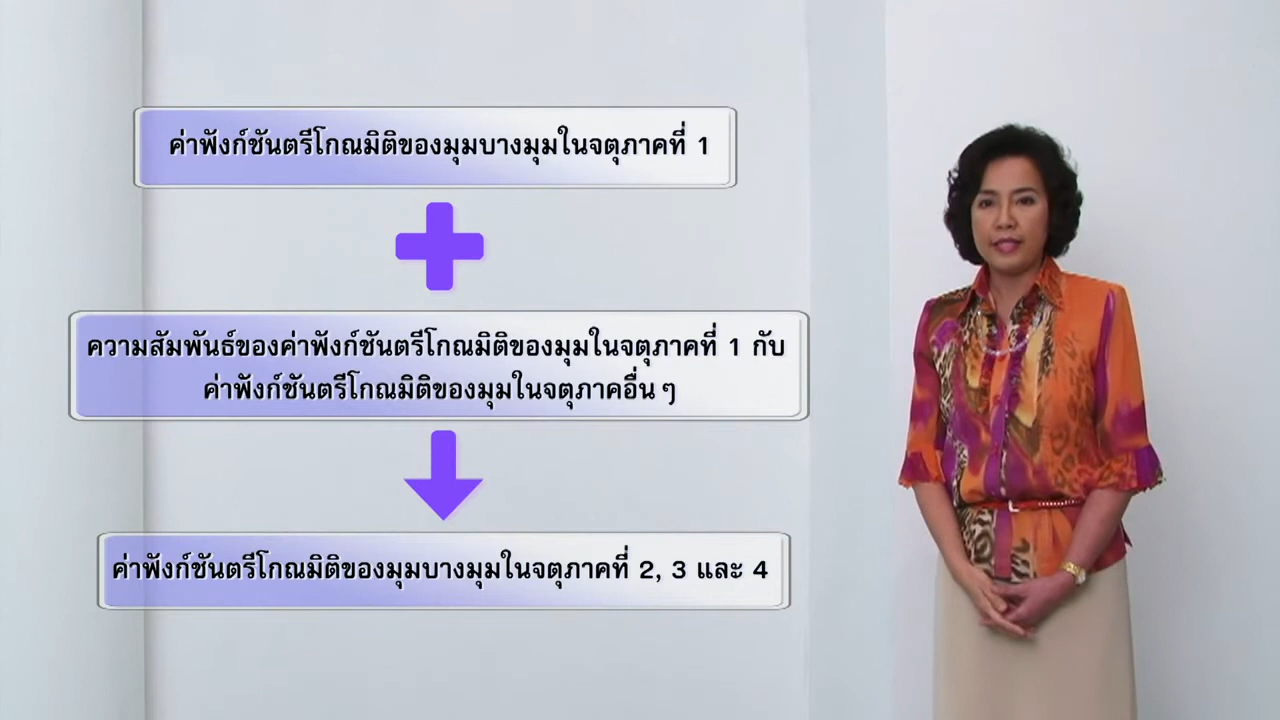 ค่าฟังก์ชันตรีโกณมิติของมุมบางมุมในจตุภาคที่ 1
ความสัมพันธ์ของค่าฟังก์ชันตรีโกณมิติของมุมในจตุภาคที่ 1 กับ
ค่าฟังก์ชันตรีโกณมิติของมุมในจตุภาคอื่นๆ
ค่าฟังก์ชันตรีโกณมิติของมุมบางมุมในจตุภาคที่ 2, 3 และ 4